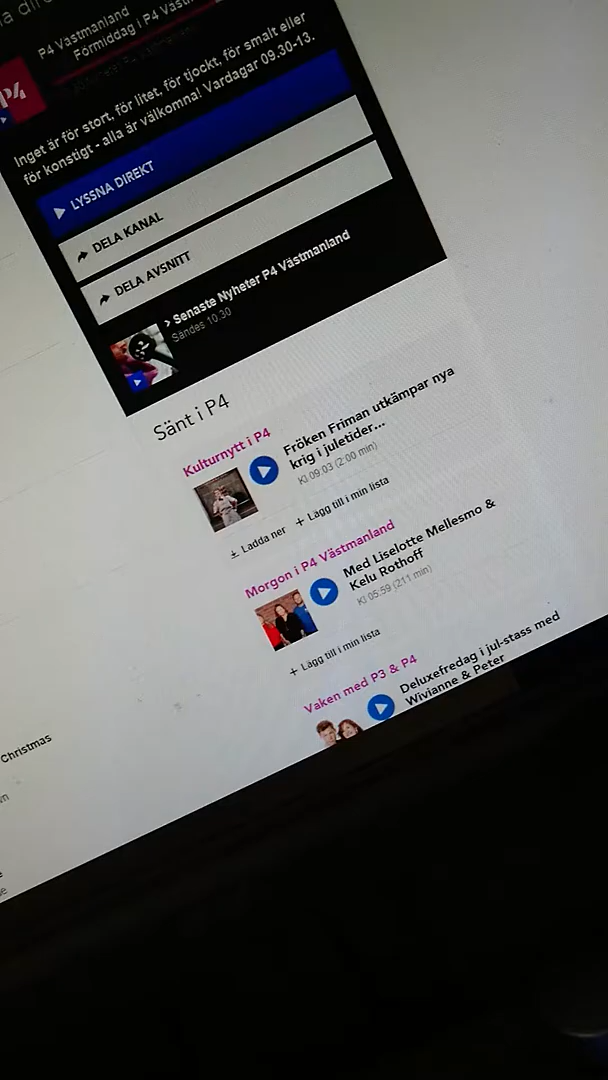 P4 Västmanland
Förmiddag i P4 Västm
P4
Inget är för stort, för litet, för tjockt, för smalt eller
för konstigt - alla är välkomna! Vardagar 09.30-13.
LYSSNA DIREKT
DELA KANAL
DELA AVSNITT
> Senaste Nyheter P4 Västmanland
Sändes 10.30
Sänt i P4
Kulturnytt i P4
Fröken Friman utkämpar nya
krig i juletider...
Kl 09:03 (2:00 min)
Ladda ner + Lägg till i min lista
Morgon i P4 Västmanland
Med Liselotte Mellesmo &
Kelu Rothoff
Kl 05:59 (211 min)
+ Lägg till i min lista
Vaken med P3 & P4
Deluxefredag i jul-stass med
Wivianne & Peter
Christmas